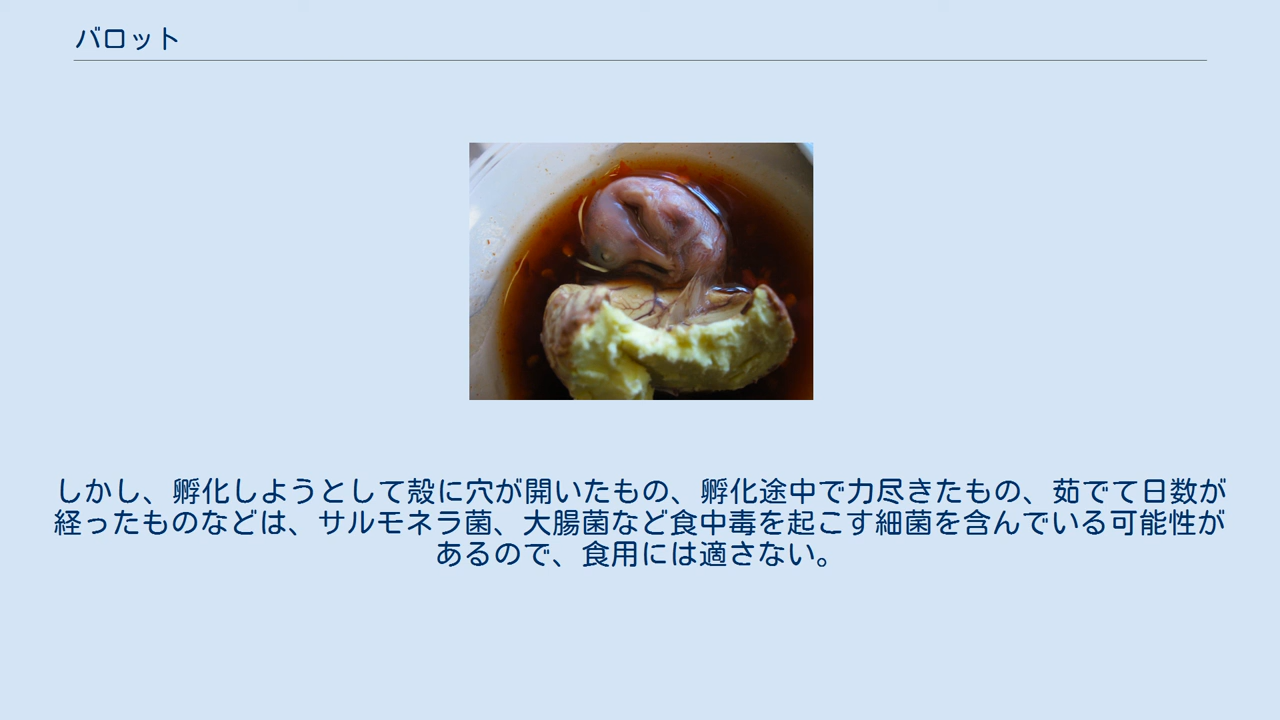 バロット
しかし、孵化しようとして殻に穴が開いたもの、孵化途中で力尽きたもの、茹でて日数が
経ったものなどは、サルモネラ菌、大腸菌など食中毒を起こす細菌を含んでいる可能性が
あるので、食用には適さない。